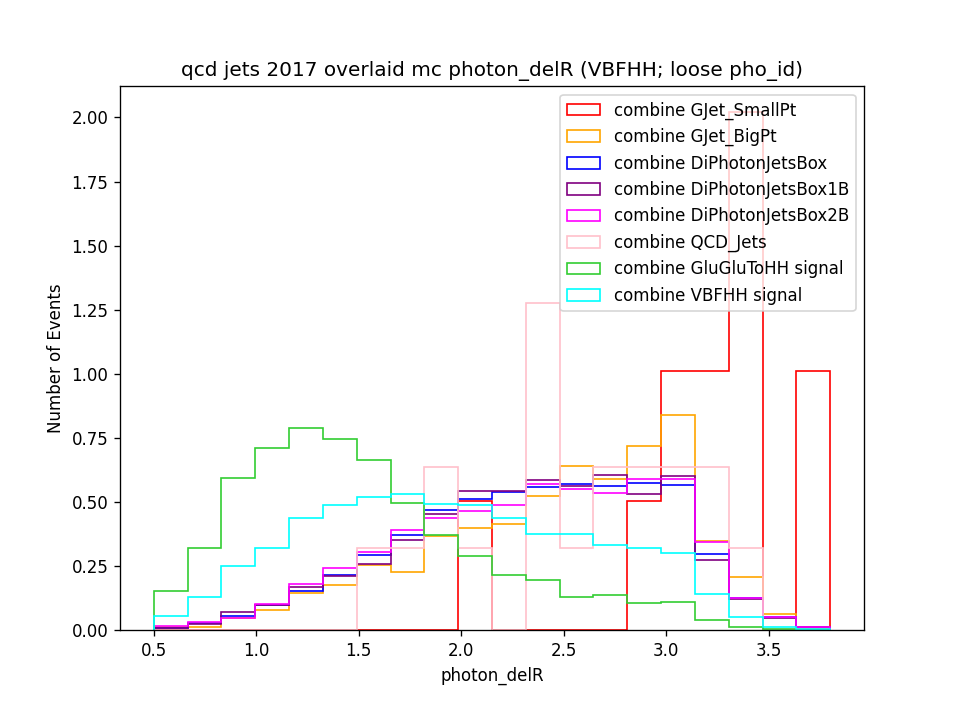 qcd jets 2017 overlaid mc photon_delR (VBFHH; loose pho_id)
combine GJet_SmallPt
combine GJet_BigPt
combine DiPhotonJetsBox
combine DiPhotonJetsBox1B
combine DiPhotonJetsBox2B
combine QCD_Jets
combine GluGluToHH signal
combine VBFHH signal
Number of Events
2.00
1.75
1.50
1.25
1.00
0.75
0.50
0.25
0.00
0.5 1.0 1.5 2.0 2.5 3.0 3.5
photon_delR